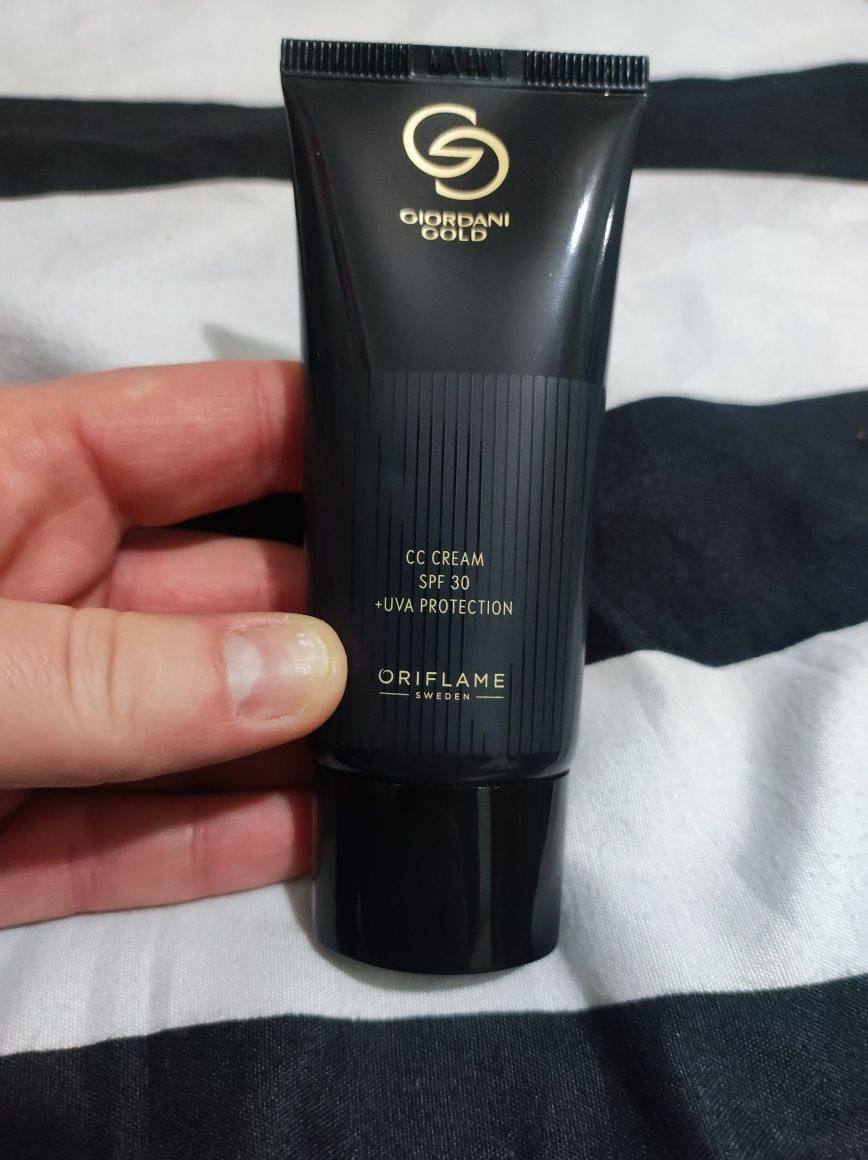 GIORDANI
GOLD
CC CREAM
SPF 30
+UVA PROTECTION
ORIFLAME
SWEDEN